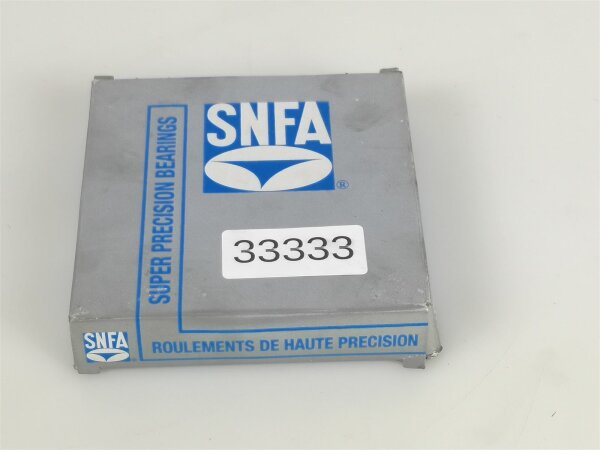 SNFA
®
SUPER PRECISION BEARINGS
33333
SNFA
ROULEMENTS DE HAUTE PRECISION